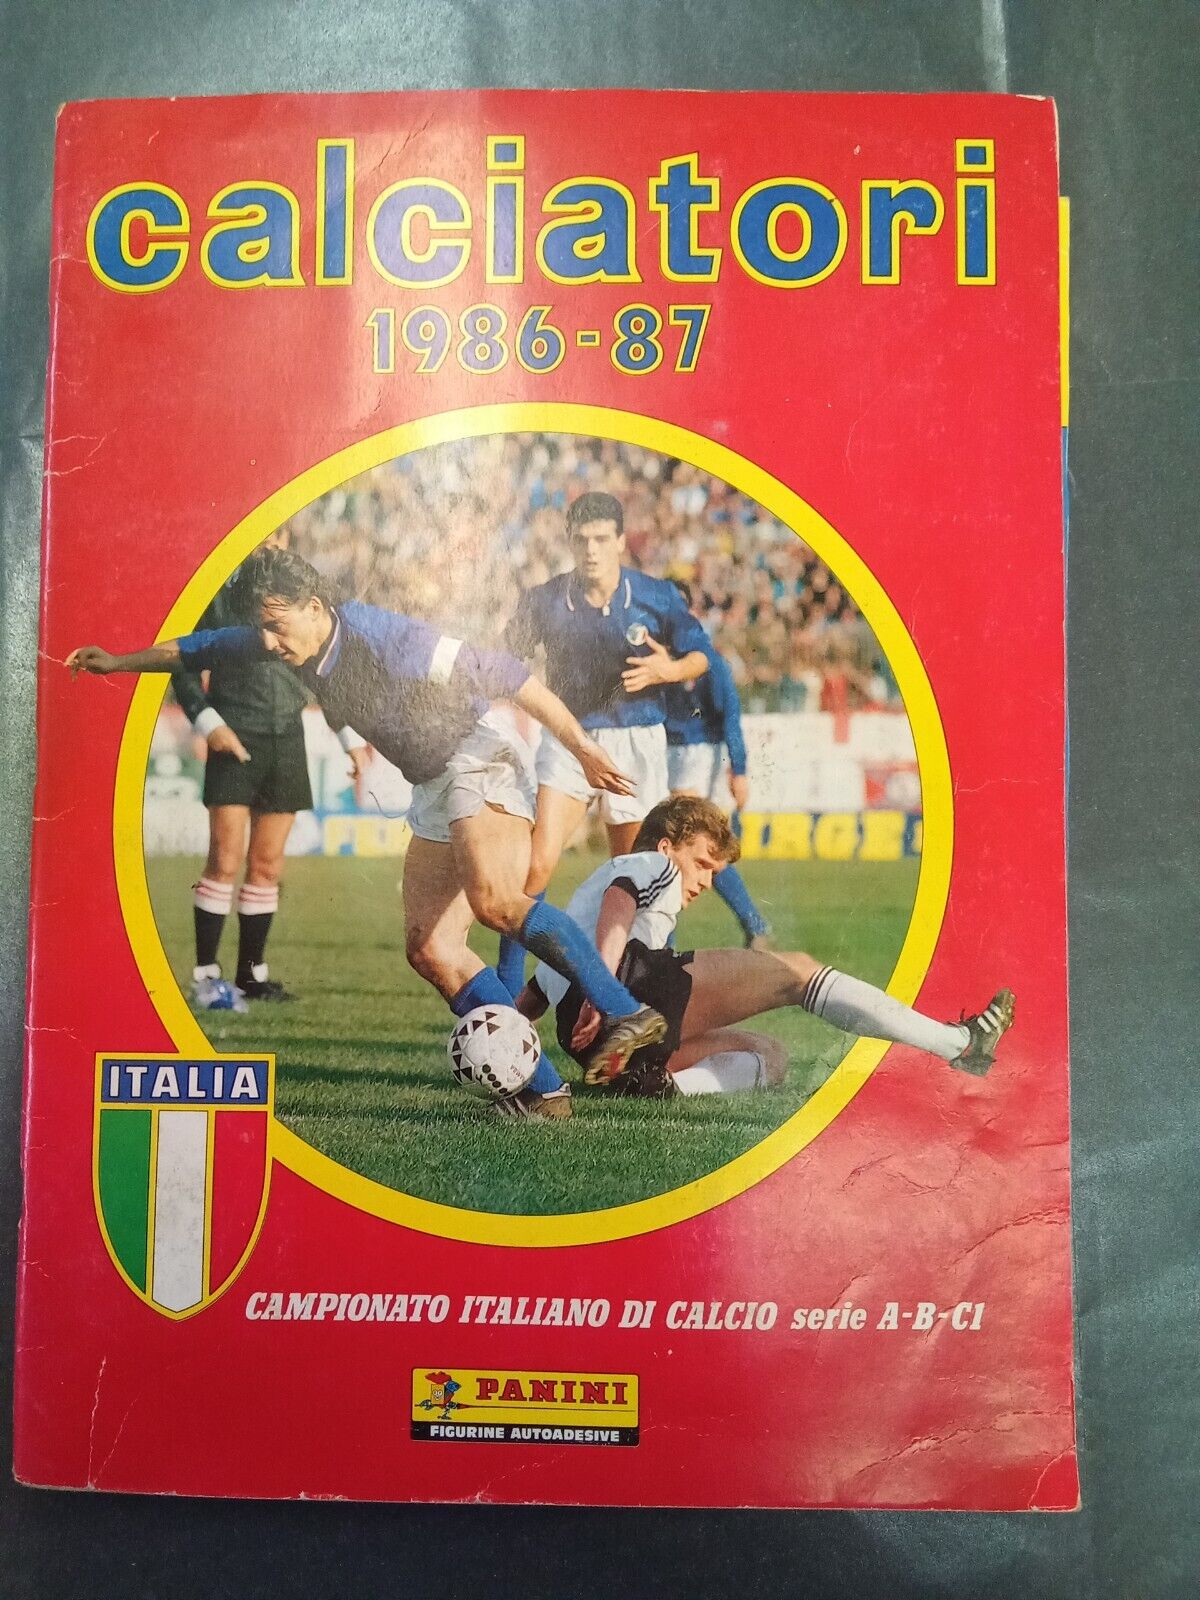 calciatori
1986-87
ITALIA
CAMPIONATO ITALIANO DI CALCIO serie A-B-C1
PANINI
FIGURINE AUTOADESIVE